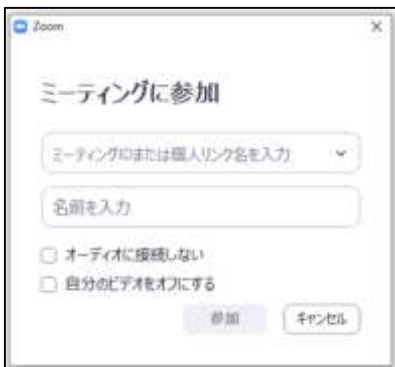 Zoom
ミーティングに参加
ミーティングIDまたは個人リンク名を入力
名前を入力
オーディオに接続しない
自分のビデオをオフにする
参加 キャンセル